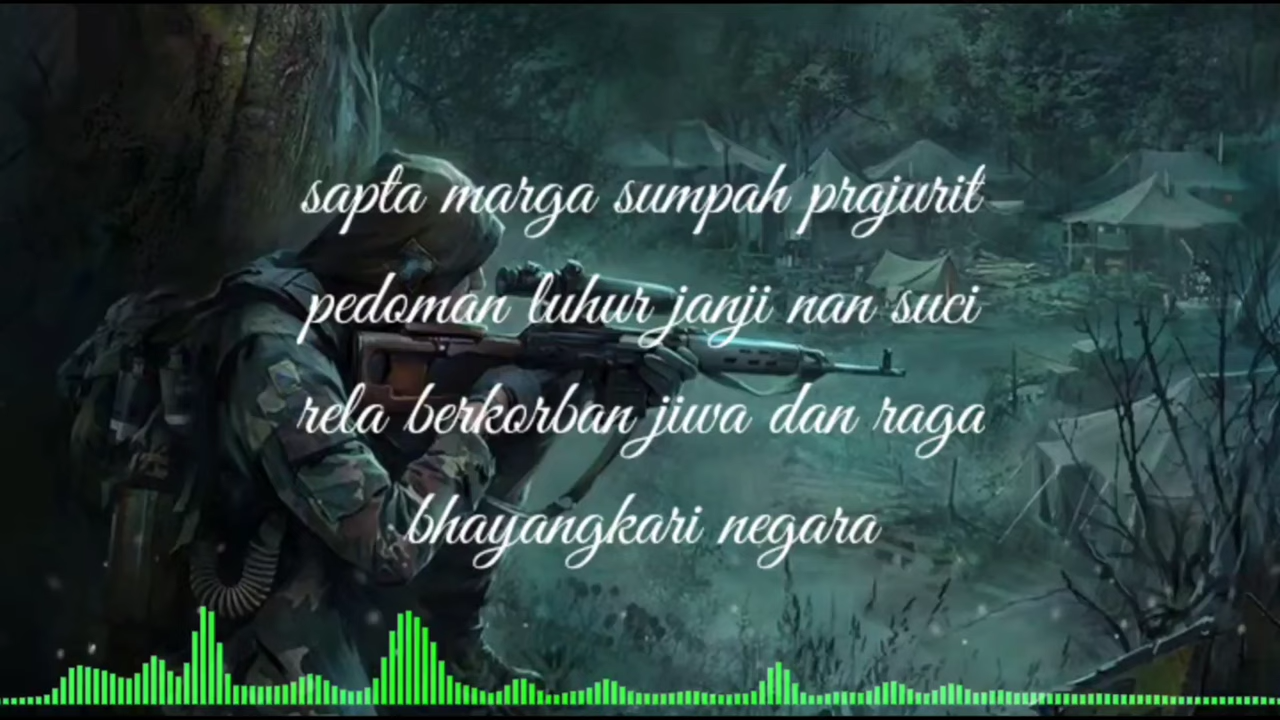 sapta marga sumpah prajurit
pedoman luhur janji nan suci
rela berkorban jiwa dan raga
bhayangkari negara